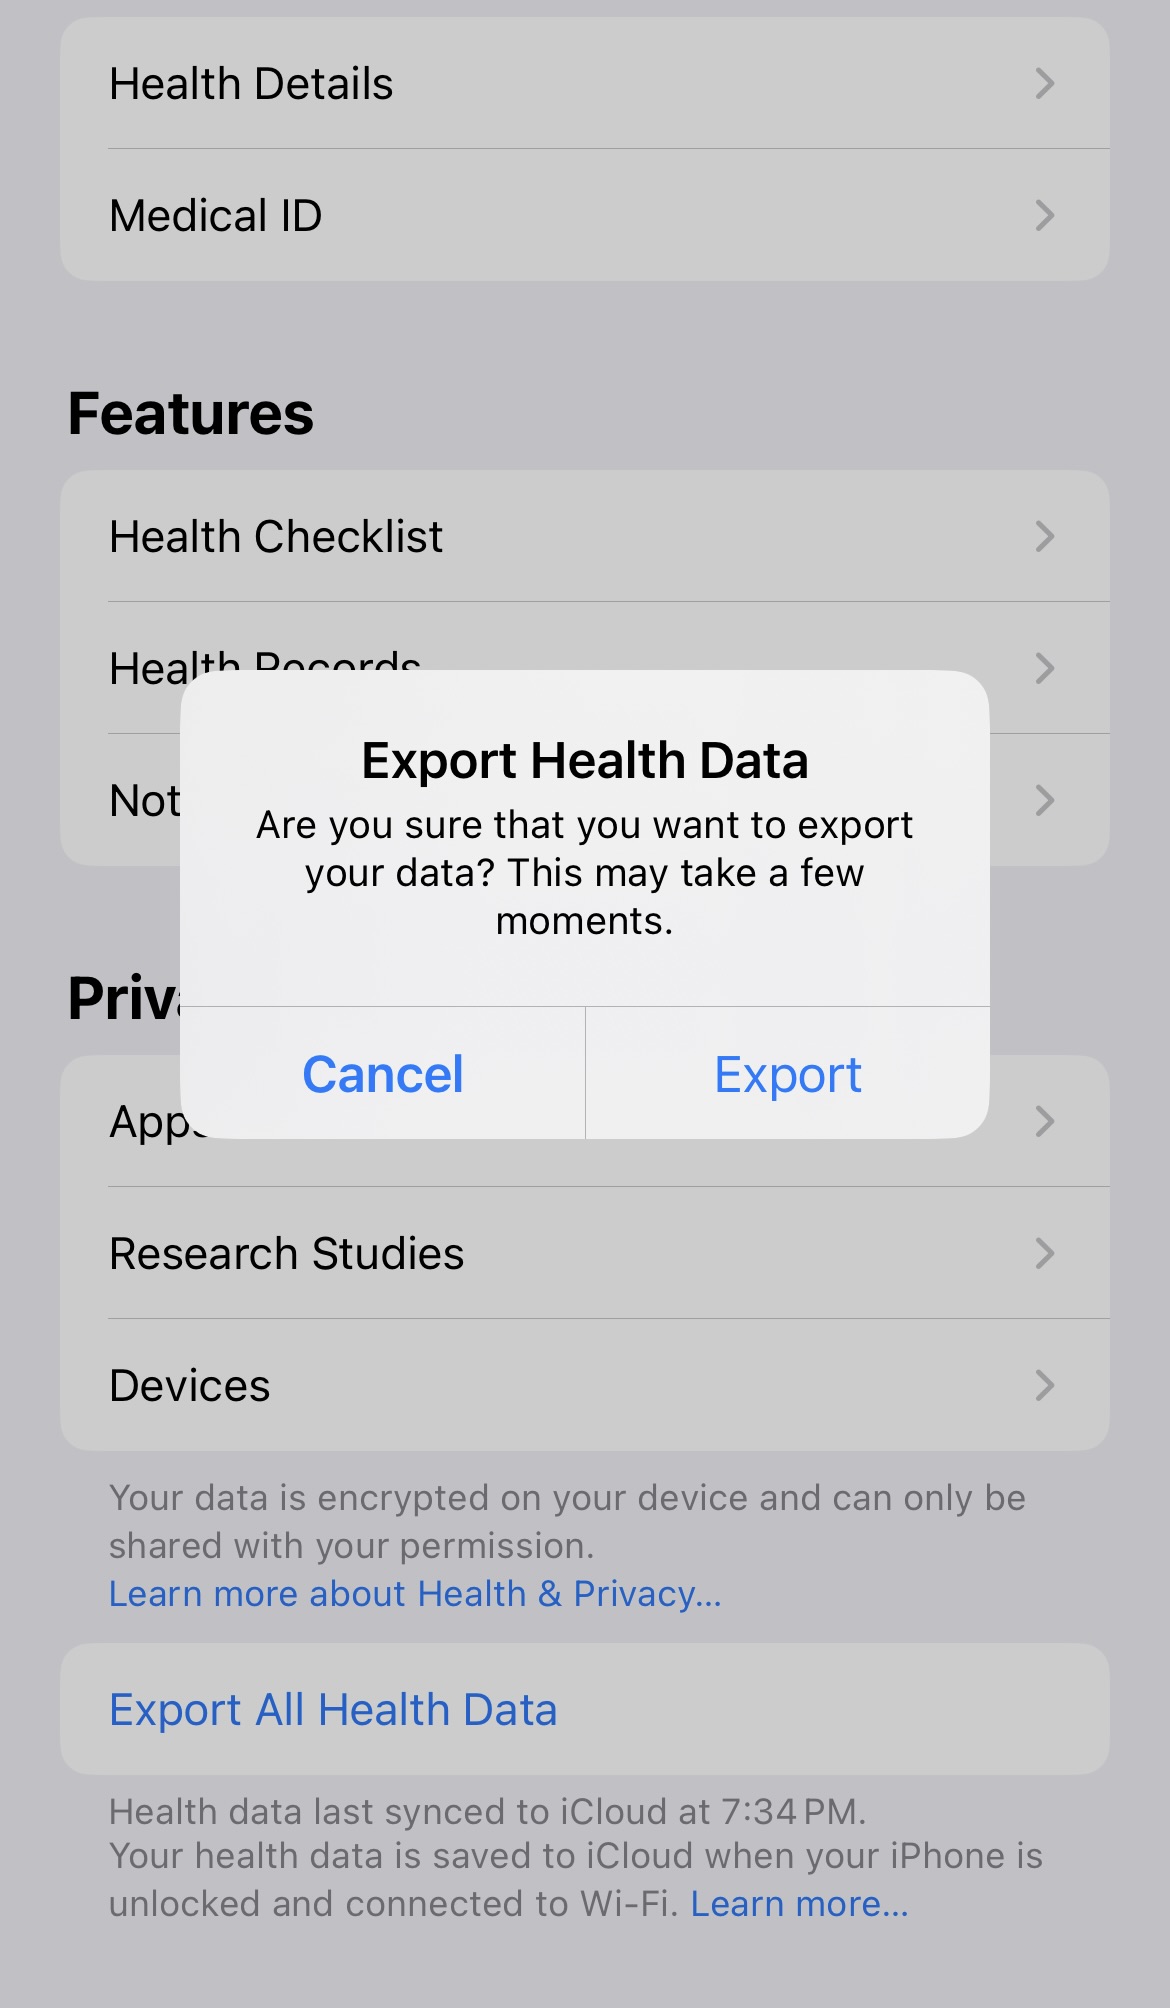 Health Details
Medical ID
Features
Health Checklist
Health Records
Export Health Data
Are you sure that you want to export
your data? This may take a few
moments.
Cancel
Export
Research Studies
Devices
Your data is encrypted on your device and can only be
shared with your permission.
Learn more about Health & Privacy...
Export All Health Data
Health data last synced to iCloud at 7:34 PM.
Your health data is saved to iCloud when your iPhone is
unlocked and connected to Wi-Fi. Learn more...